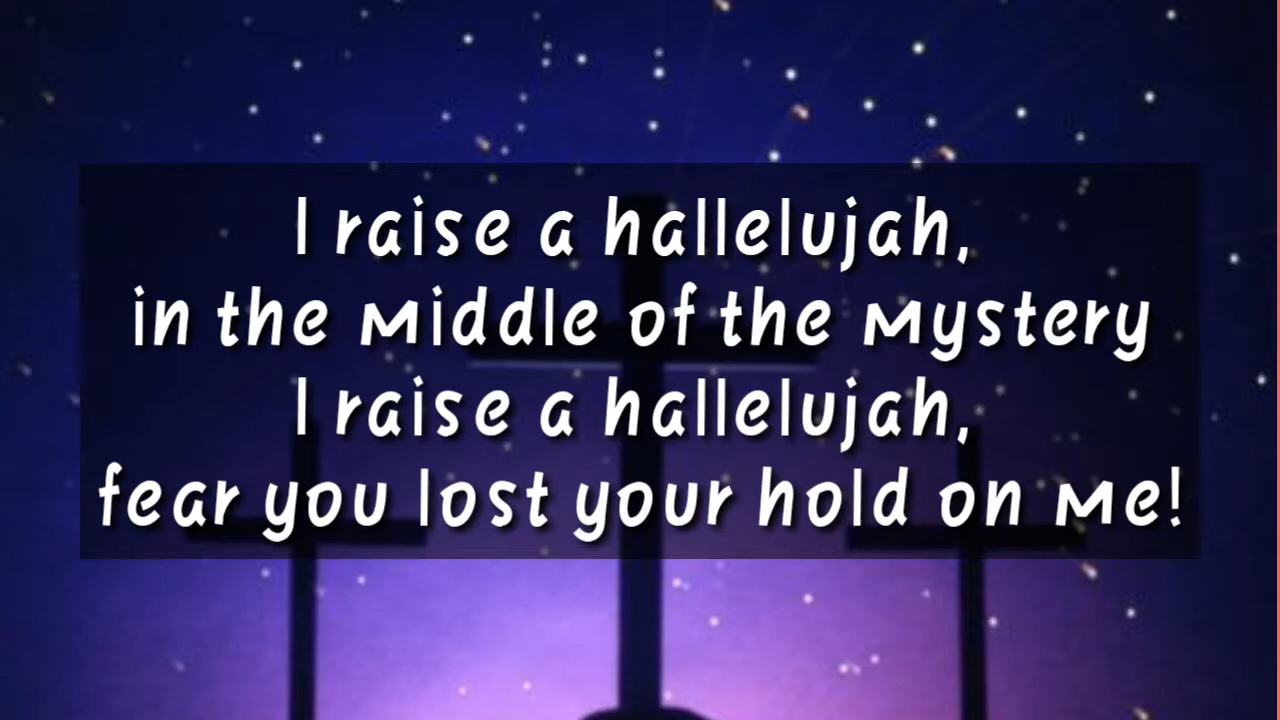 I raise a hallelujah,
in the middle of the mystery
I raise a hallelujah,
fear you lost your hold on me!